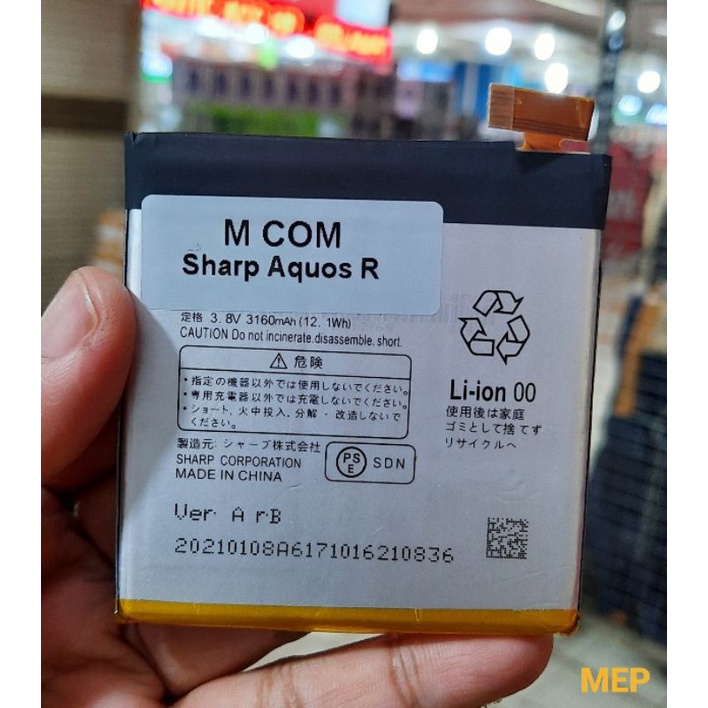 M COM
Sharp Aquos R
定格 3.8V 3160mAh (12.1Wh)
CAUTION Do not incinerate.disassemble.short.
⚠ 危険
・指定の機器以外では使用しないでください。
・専用充電器以外では充電しないでください。
・ショート、火中投入、分解・改造しないで
ください。
製造元: シャープ株式会社
SHARP CORPORATION
MADE IN CHINA
PS
E
SDN
Li-ion 00
使用後は家庭
ゴミとして捨てず
リサイクルへ
Ver A rB
20210108A6171016210836
MEP